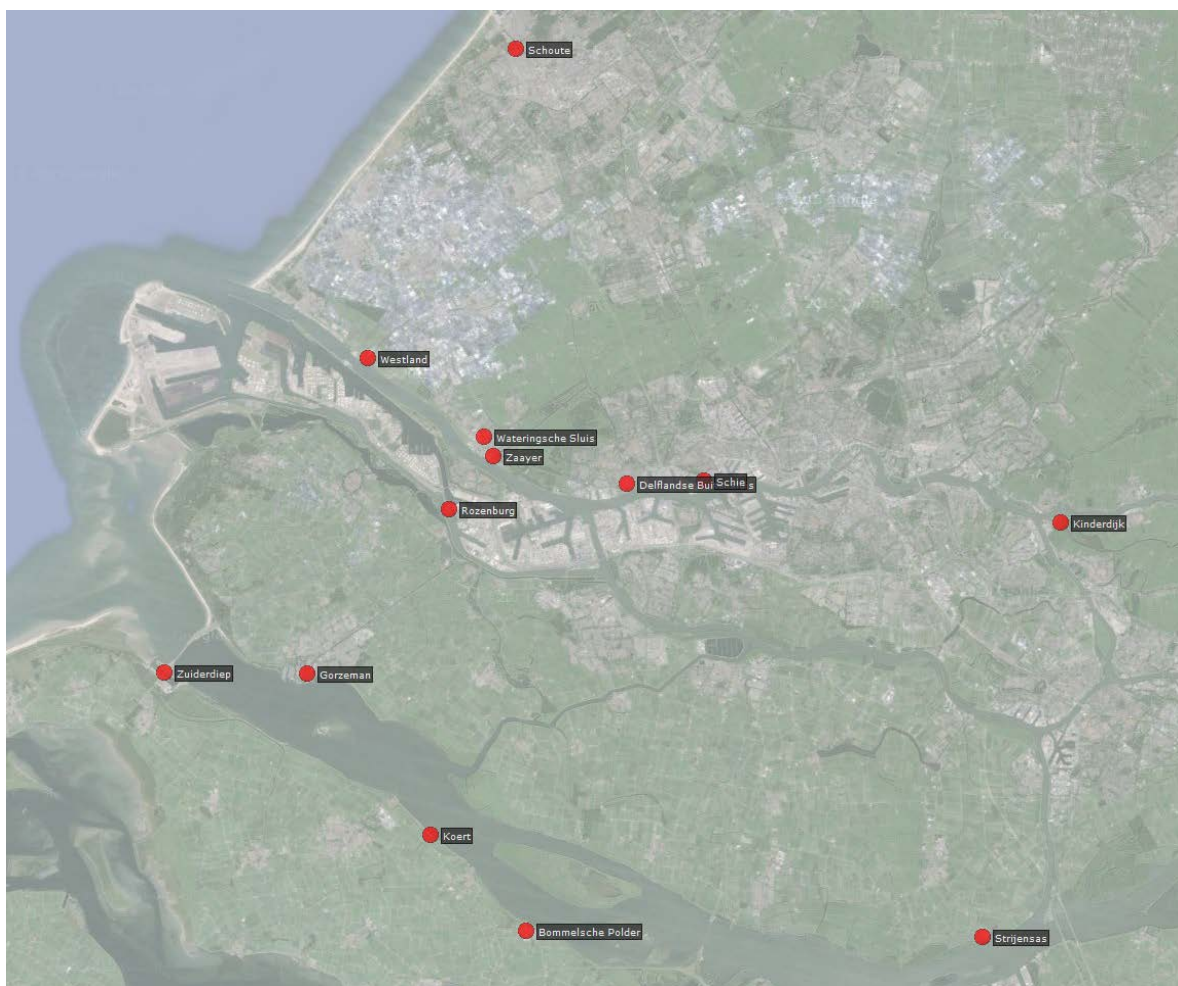 Schoute
Westland
Wateringsche Sluis
Zaayer
Delflandse Bui
s
Schie
Rozenburg
Kinderdijk
Zuiderdiep
Gorzeman
Koert
Bommelsche Polder
Strijensas